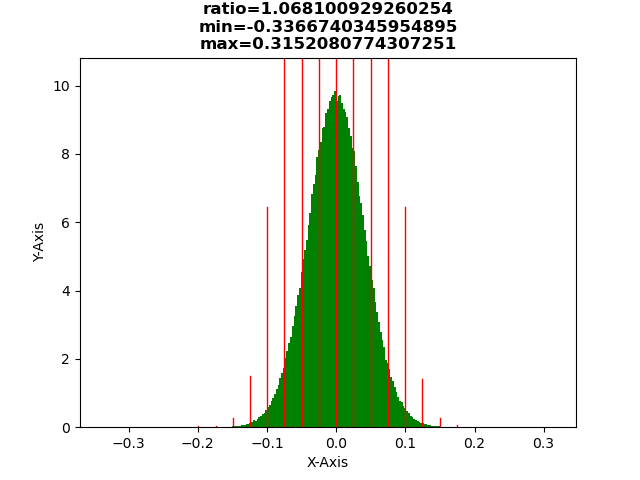 ratio=1.068100929260254
min=-0.3366740345954895
max=0.3152080774307251
10
8
6
4
2
0
Y-Axis
−0.3 −0.2 −0.1 0.0 0.1 0.2 0.3
X-Axis